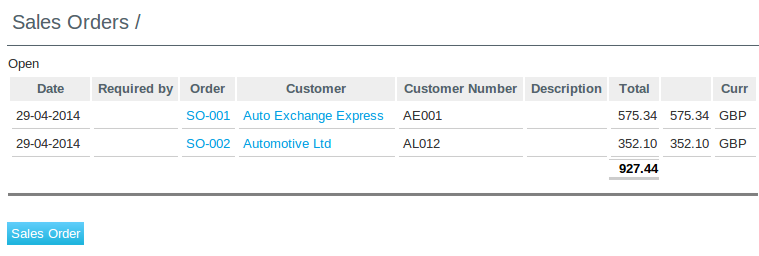 Sales Orders /
Open
Date Required by Order Customer Customer Number Description Total Curr
29-04-2014 SO-001 Auto Exchange Express AE001 575.34 575.34 GBP
29-04-2014 SO-002 Automotive Ltd AL012 352.10 352.10 GBP
927.44
Sales Order